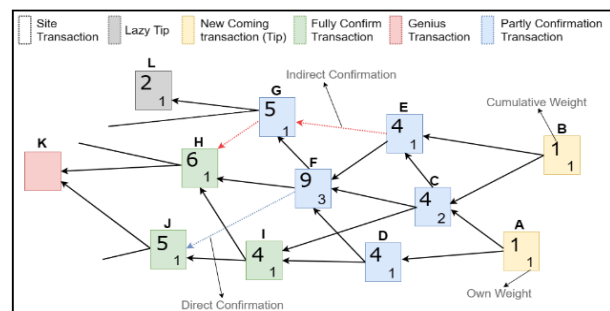 Site Transaction
Lazy Tip
New Coming transaction (Tip)
Fully Confirm Transaction
Genius Transaction
Partly Confirmation Transaction
L
2
Indirect Confirmation
G
5
1
E
4
1
Cumulative Weight
B
1
1
K
H
6
1
F
9
3
C
4
2
J
5
1
I
4
1
D
4
1
A
1
1
Direct Confirmation
Own Weight